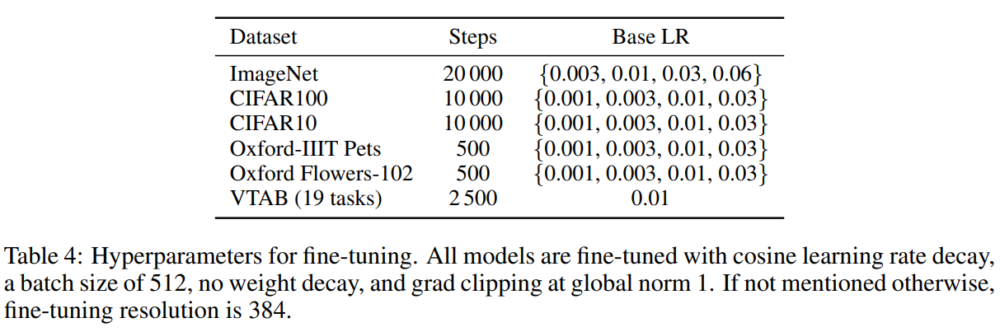 Dataset Steps Base LR
ImageNet 20 000 {0.003, 0.01, 0.03, 0.06}
CIFAR100 10 000 {0.001, 0.003, 0.01, 0.03}
CIFAR10 10 000 {0.001, 0.003, 0.01, 0.03}
Oxford-IIIT Pets 500 {0.001, 0.003, 0.01, 0.03}
Oxford Flowers-102 500 {0.001, 0.003, 0.01, 0.03}
VTAB (19 tasks) 2 500 0.01
Table 4: Hyperparameters for fine-tuning. All models are fine-tuned with cosine learning rate decay,
a batch size of 512, no weight decay, and grad clipping at global norm 1. If not mentioned otherwise,
fine-tuning resolution is 384.